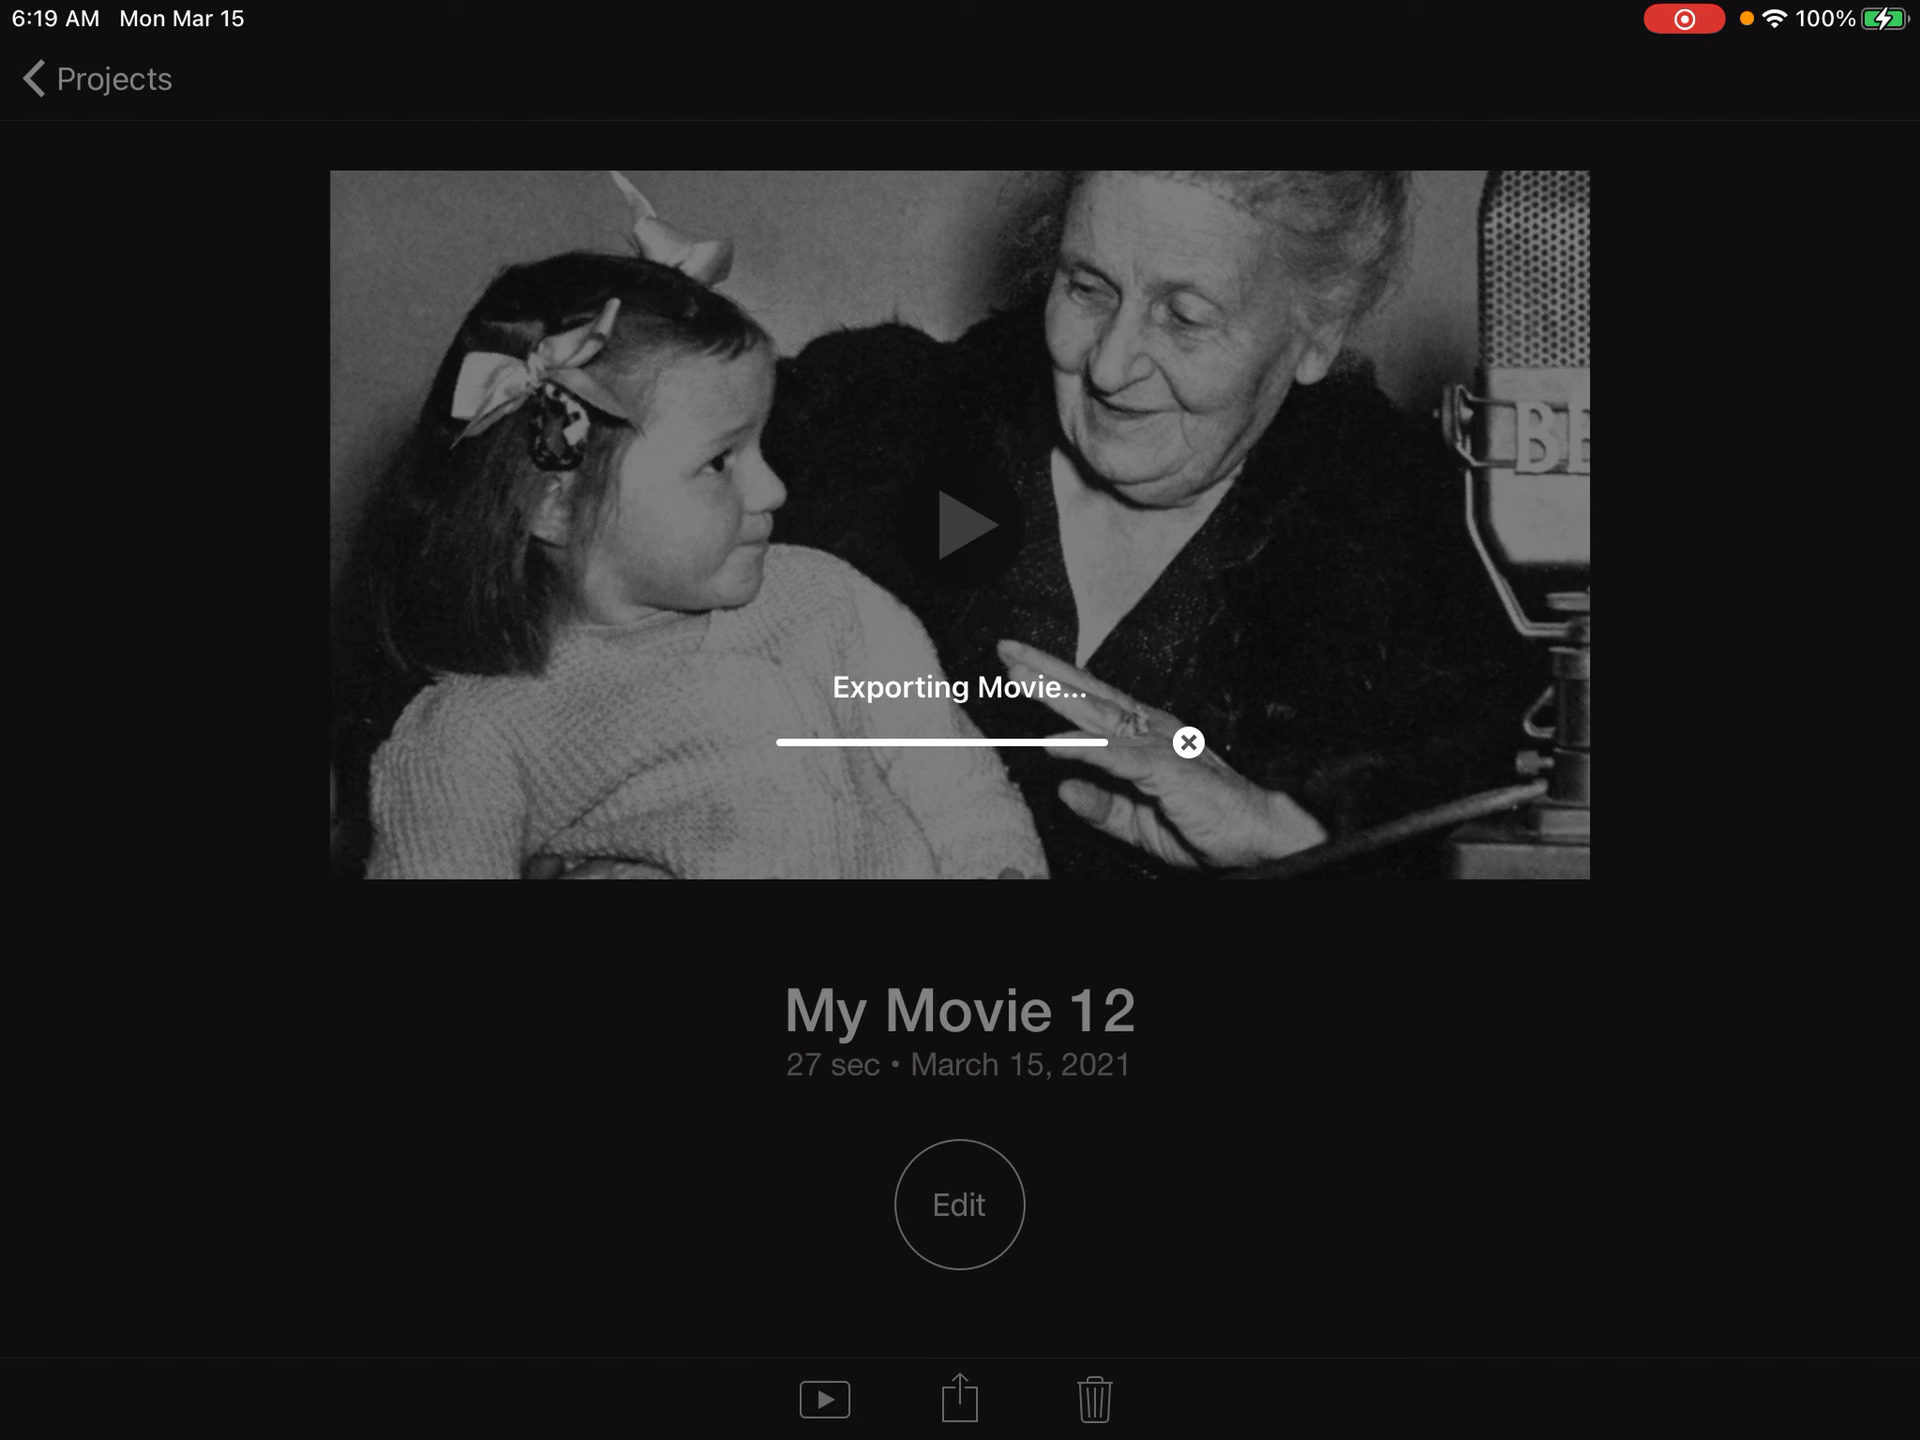 6:19 AM Mon Mar 15
100%
Projects
BB
Exporting Movie...
My Movie 12
27 sec • March 15, 2021
Edit